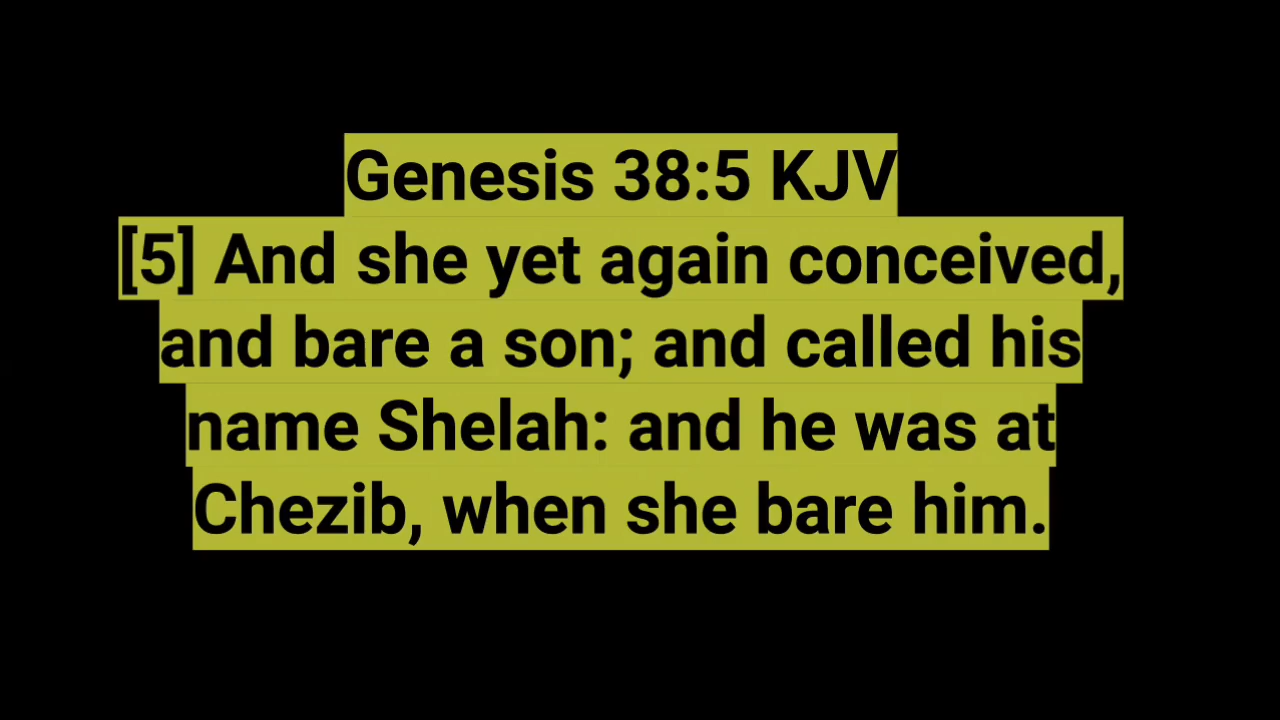 Genesis 38:5 KJV
[5] And she yet again conceived,
and bare a son; and called his
name Shelah: and he was at
Chezib, when she bare him.